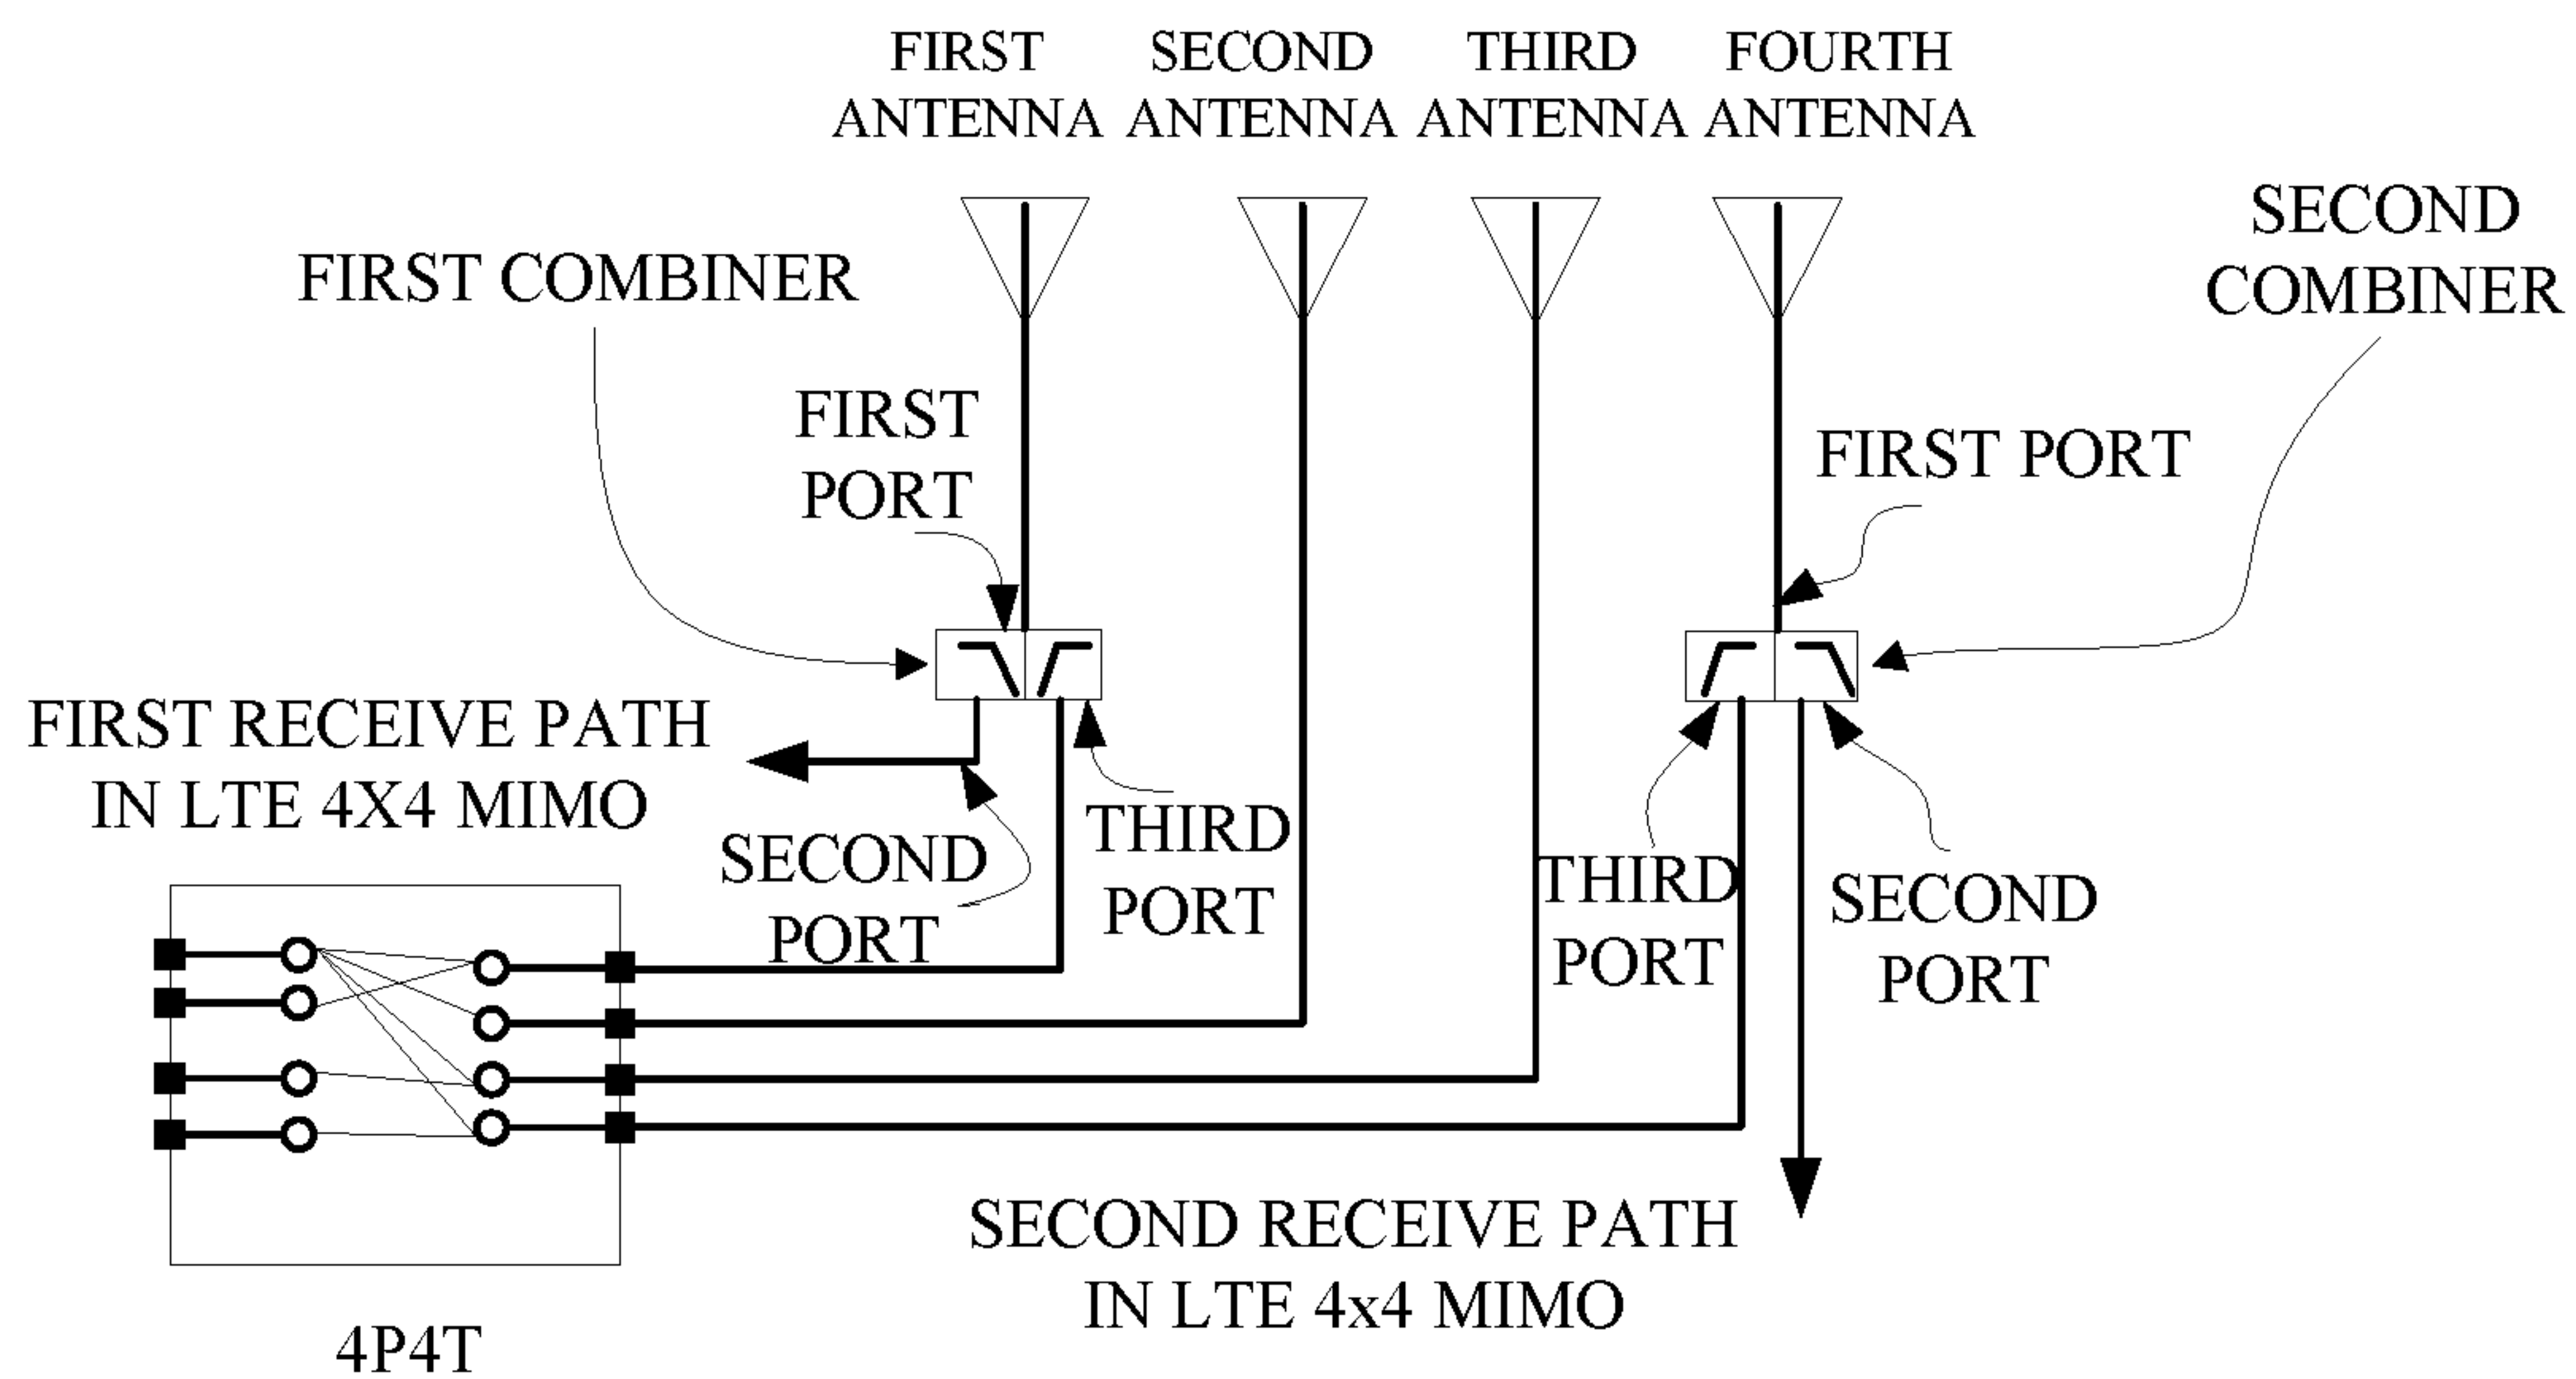 FIRST
ANTENNA
SECOND
ANTENNA
THIRD
ANTENNA
FOURTH
ANTENNA
SECOND
COMBINER
FIRST COMBINER
FIRST
PORT
FIRST PORT
FIRST RECEIVE PATH
IN LTE 4X4 MIMO
SECOND
PORT
THIRD
PORT
THIRD
PORT
SECOND
PORT
SECOND RECEIVE PATH
IN LTE 4x4 MIMO
4P4T